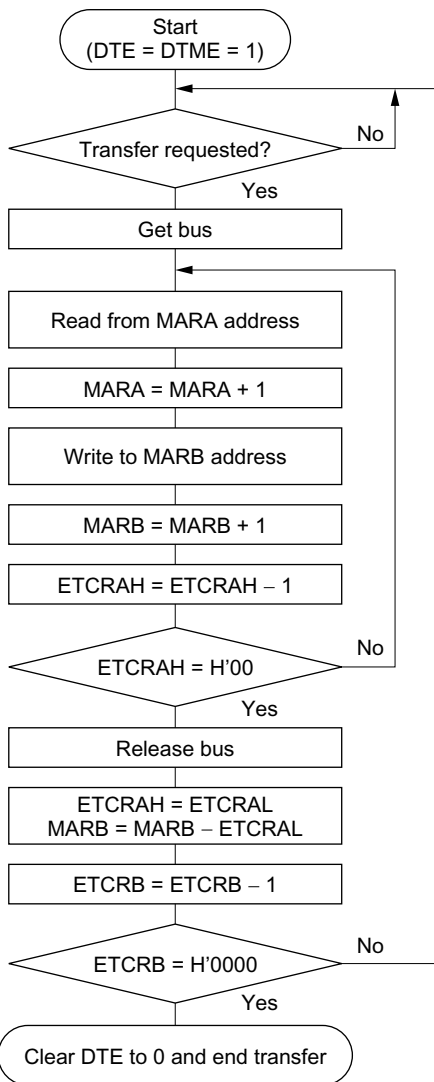 Start
(DTE = DTME = 1)
Transfer requested?
No
Yes
Get bus
Read from MARA address
MARA = MARA + 1
Write to MARB address
MARB = MARB + 1
ETCRAH = ETCRAH – 1
ETCRAH = H'00
No
Yes
Release bus
ETCRAH = ETCRAL
MARB = MARB – ETCRAL
ETCRB = ETCRB – 1
ETCRB = H'0000
No
Yes
Clear DTE to 0 and end transfer